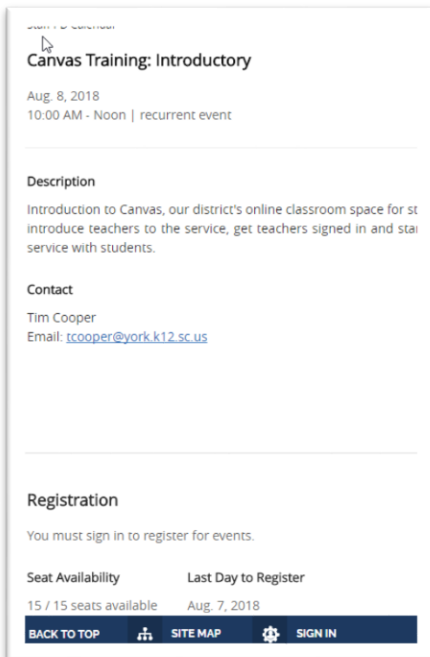 Canvas Training: Introductory
Aug. 8, 2018
10:00 AM - Noon | recurrent event
Description
Introduction to Canvas, our district's online classroom space for
introduce teachers to the service, get teachers signed in and
service with students.
Contact
Tim Cooper
Email: tcooper@york.k12.sc.us
Registration
You must sign in to register for events.
Seat Availability Last Day to Register
15 / 15 seats available Aug. 7, 2018
BACK TO TOP SITE MAP SIGN IN